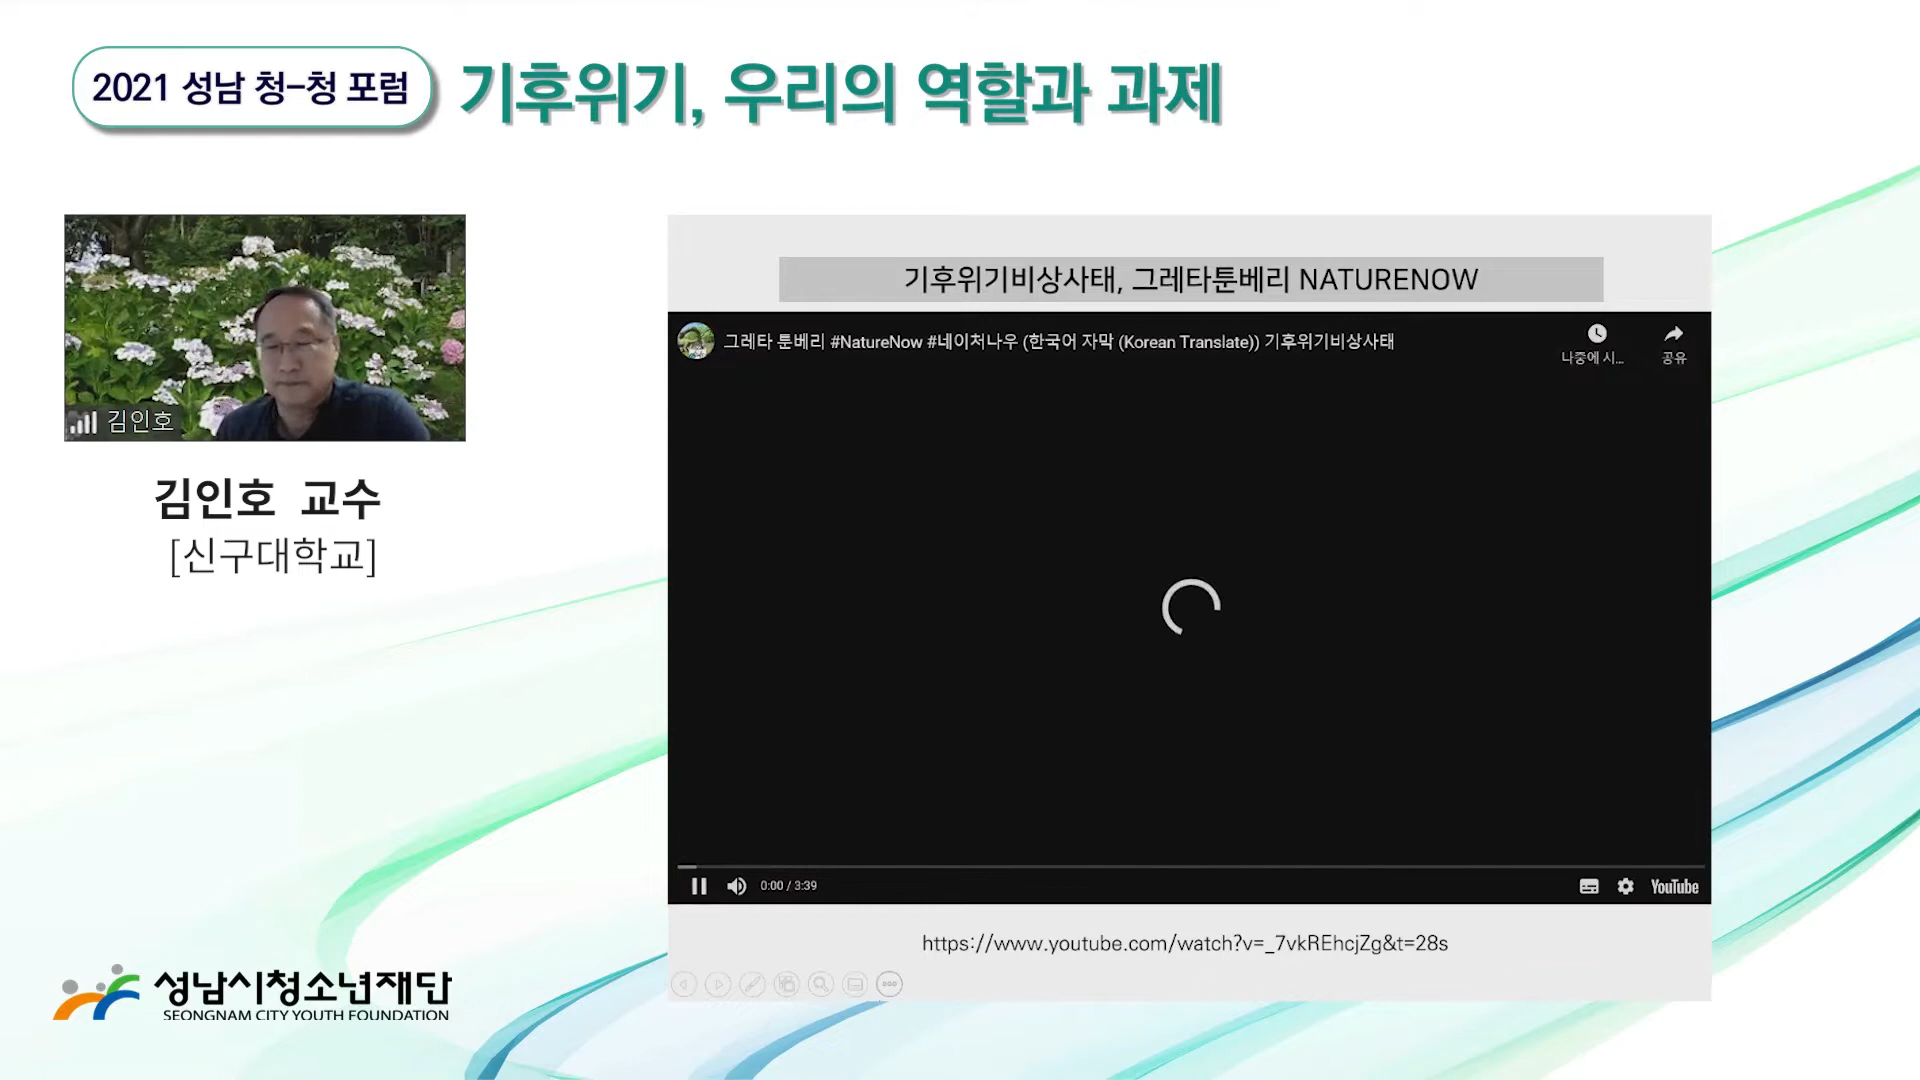 2021 성남 청-청 포럼
기후위기, 우리의 역할과 과제
김인호
김인호 교수
[신구대학교]
기후위기비상사태, 그레타툰베리 NATURENOW
그레타 툰베리 #NatureNow #네이처나우 (한국어 자막 (Korean Translate)) 기후위기비상사태
나중에 시...
공유
0:00 / 3:39
YouTube
https://www.youtube.com/watch?v=_7vkREhcjZg&t=28s
성남시청소년재단
SEONGNAM CITY YOUTH FOUNDATION